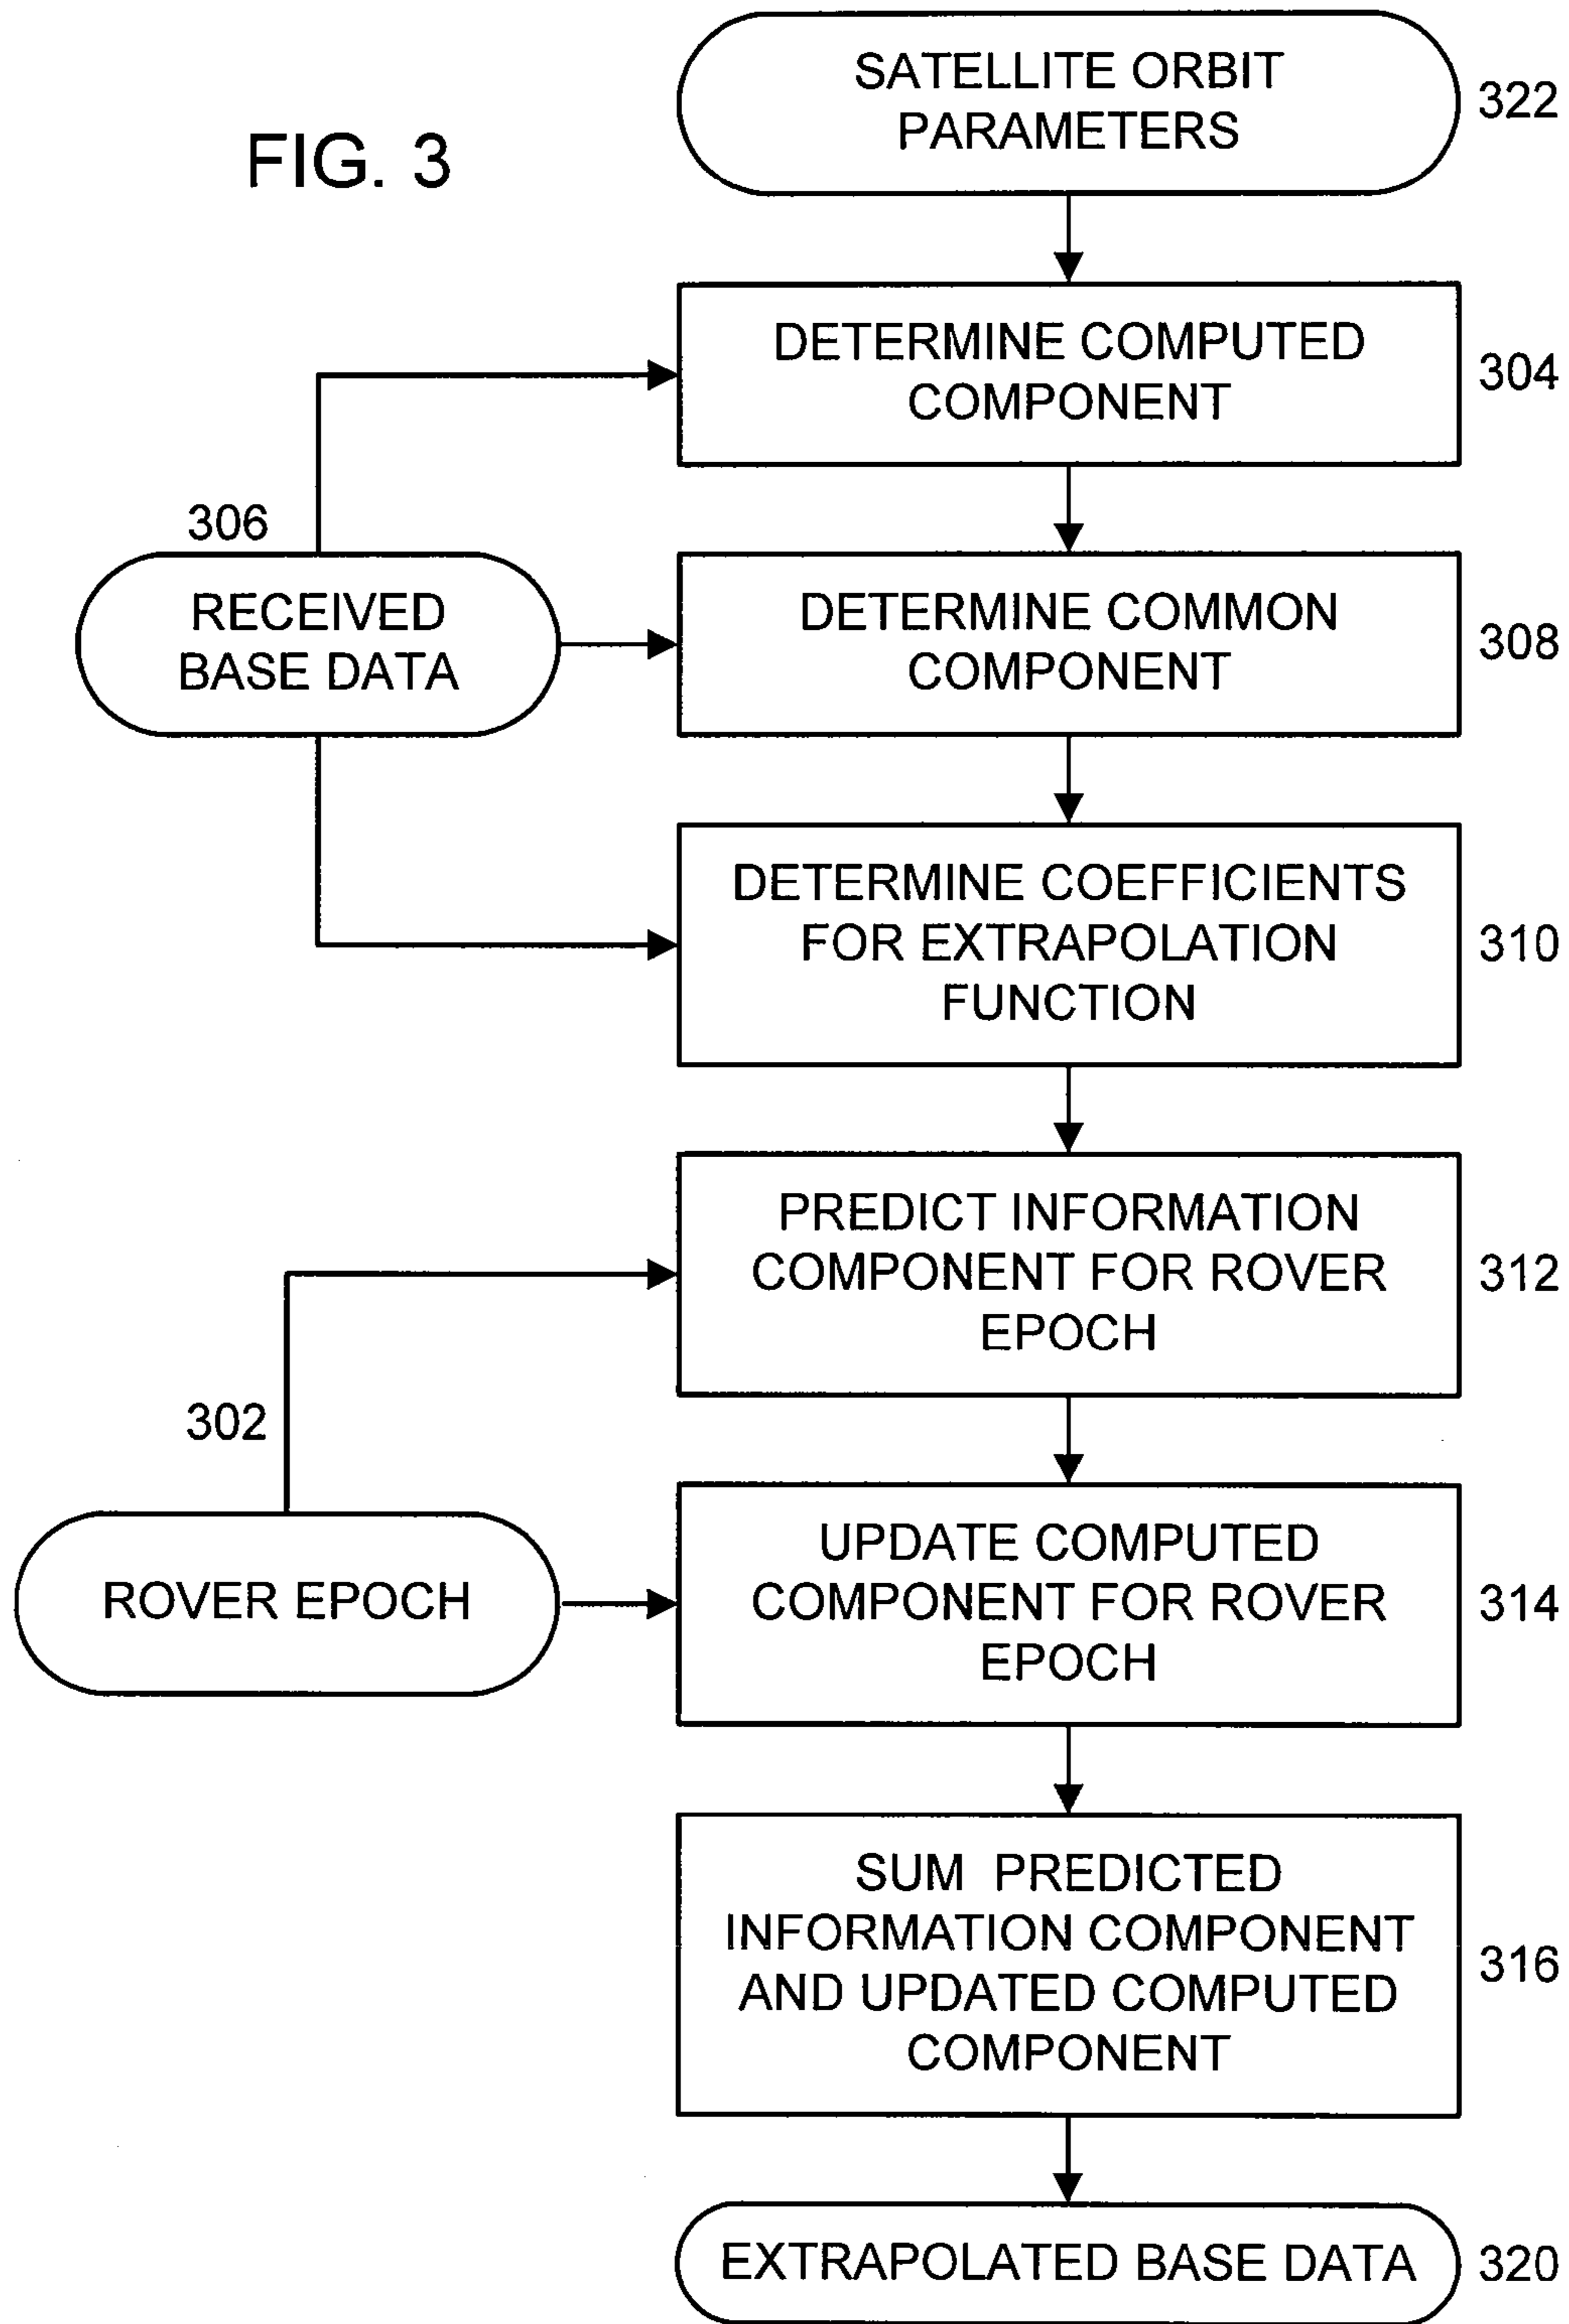 FIG. 3
SATELLITE ORBIT
PARAMETERS
322
DETERMINE COMPUTED
COMPONENT
304
306
RECEIVED
BASE DATA
DETERMINE COMMON
COMPONENT
308
DETERMINE COEFFICIENTS
FOR EXTRAPOLATION
FUNCTION
310
PREDICT INFORMATION
COMPONENT FOR ROVER
EPOCH
312
302
ROVER EPOCH
UPDATE COMPUTED
COMPONENT FOR ROVER
EPOCH
314
SUM PREDICTED
INFORMATION COMPONENT
AND UPDATED COMPUTED
COMPONENT
316
EXTRAPOLATED BASE DATA
320